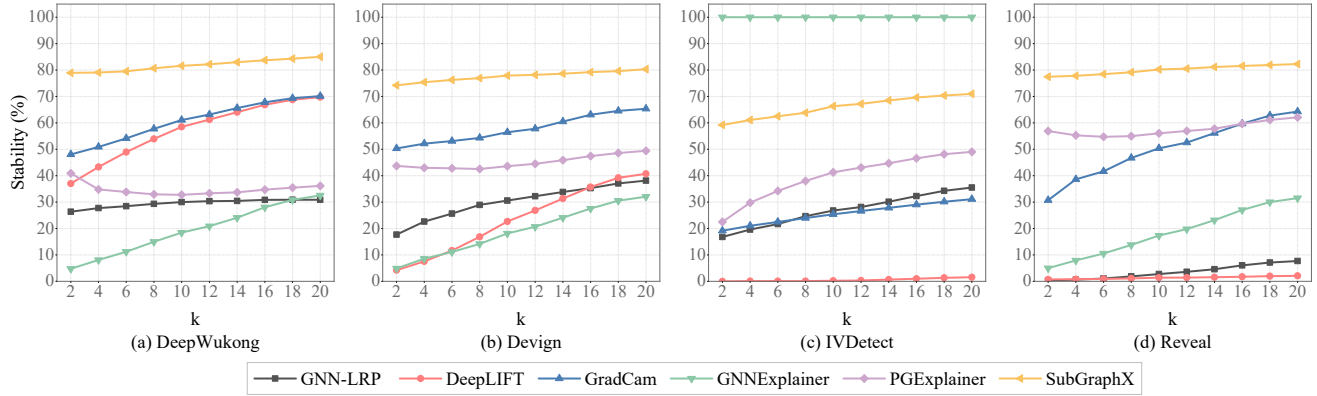 Stability (%)
100 90 80 70 60 50 40 30 20 10 0
2 4 6 8 10 12 14 16 18 20
k
(a) DeepWukong
100 90 80 70 60 50 40 30 20 10 0
2 4 6 8 10 12 14 16 18 20
k
(b) Devign
100 90 80 70 60 50 40 30 20 10 0
2 4 6 8 10 12 14 16 18 20
k
(c) IVDetect
100 90 80 70 60 50 40 30 20 10 0
2 4 6 8 10 12 14 16 18 20
k
(d) Reveal
GNN-LRP DeepLIFT GradCam GNNExplainer PGExplainer SubGraphX